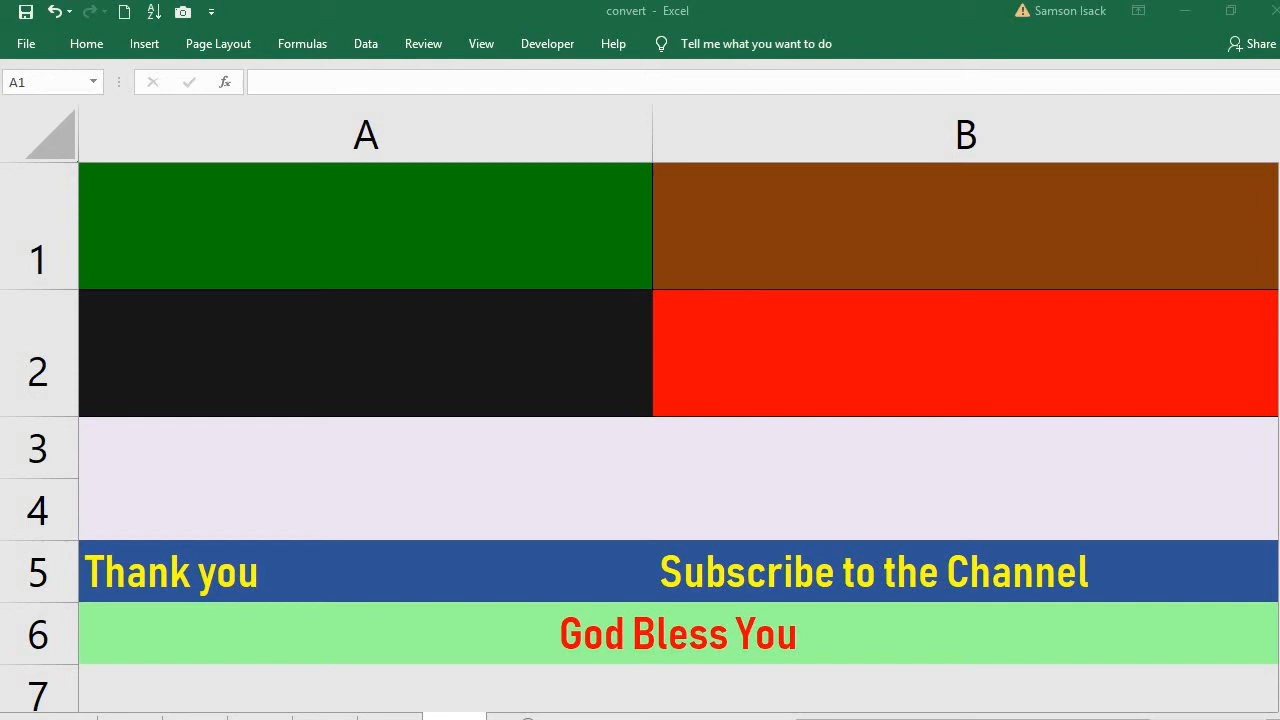 convert - Excel
Samson Isack
File Home Insert Page Layout Formulas Data Review View Developer Help Tell me what you want to do Share
A1 fx
A B
1
2
3
4
5 Thank you Subscribe to the Channel
6 God Bless You
7